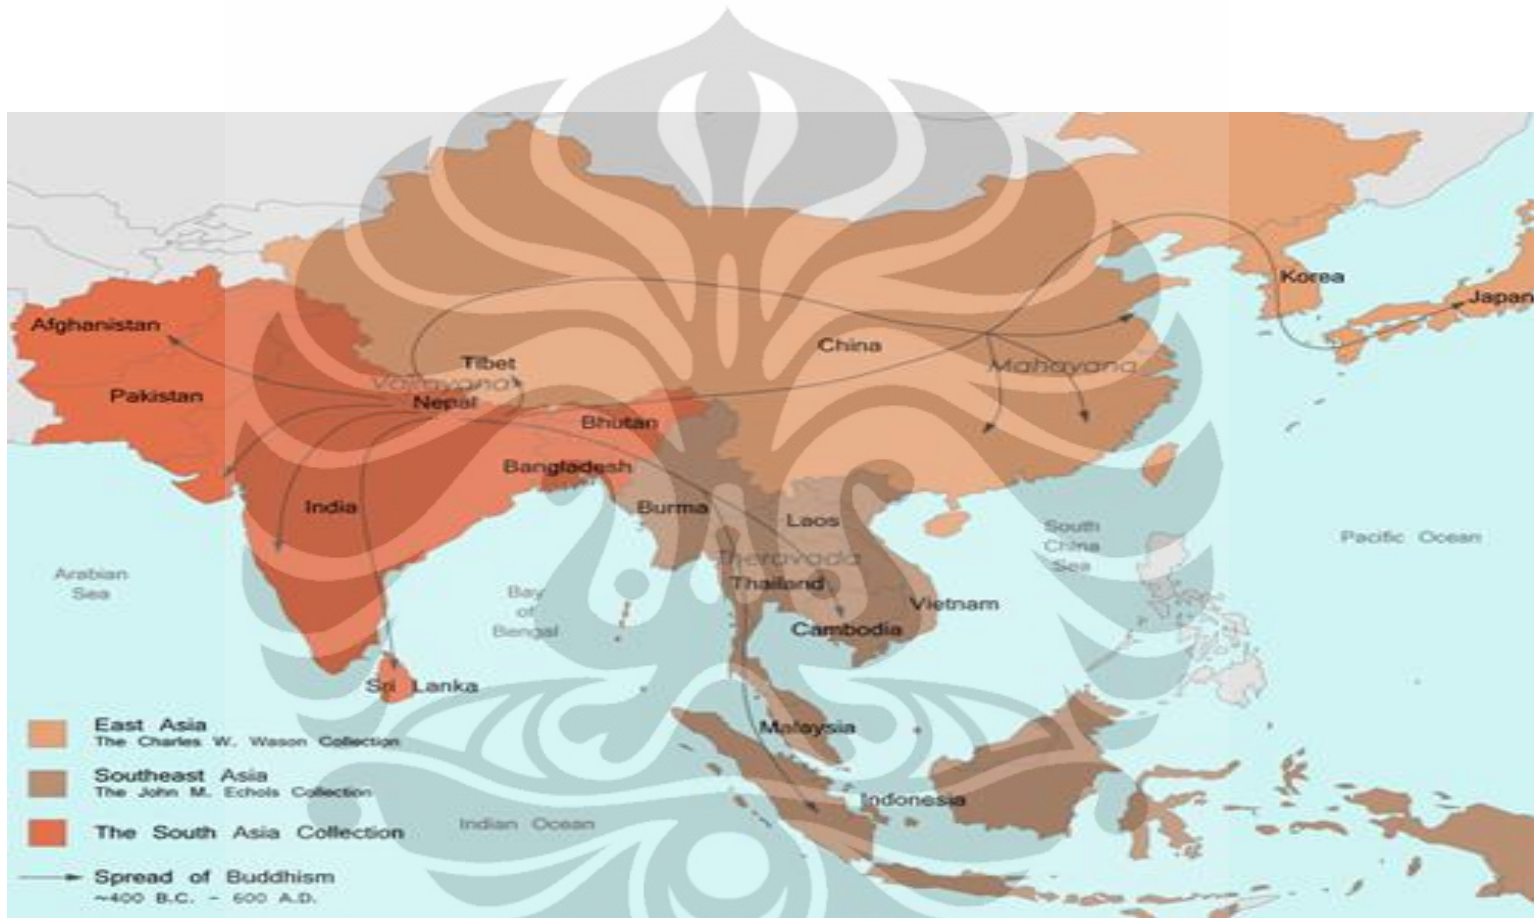 Korea
Japan
Afghanistan
Tibet
China
Vajrayana
Mahayana
Pakistan
Nepal
Bhutan
Bangladesh
India
Burma
Laos
South
China
Sea
Pacific Ocean
Theravada
Arabian
Sea
Thailand
Bay
of
Bengal
Vietnam
Cambodia
Sri Lanka
Malaysia
Indonesia
Indian Ocean
East Asia
The Charles W. Wason Collection
Southeast Asia
The John M. Echols Collection
The South Asia Collection
Spread of Buddhism
~400 B.C. - 600 A.D.